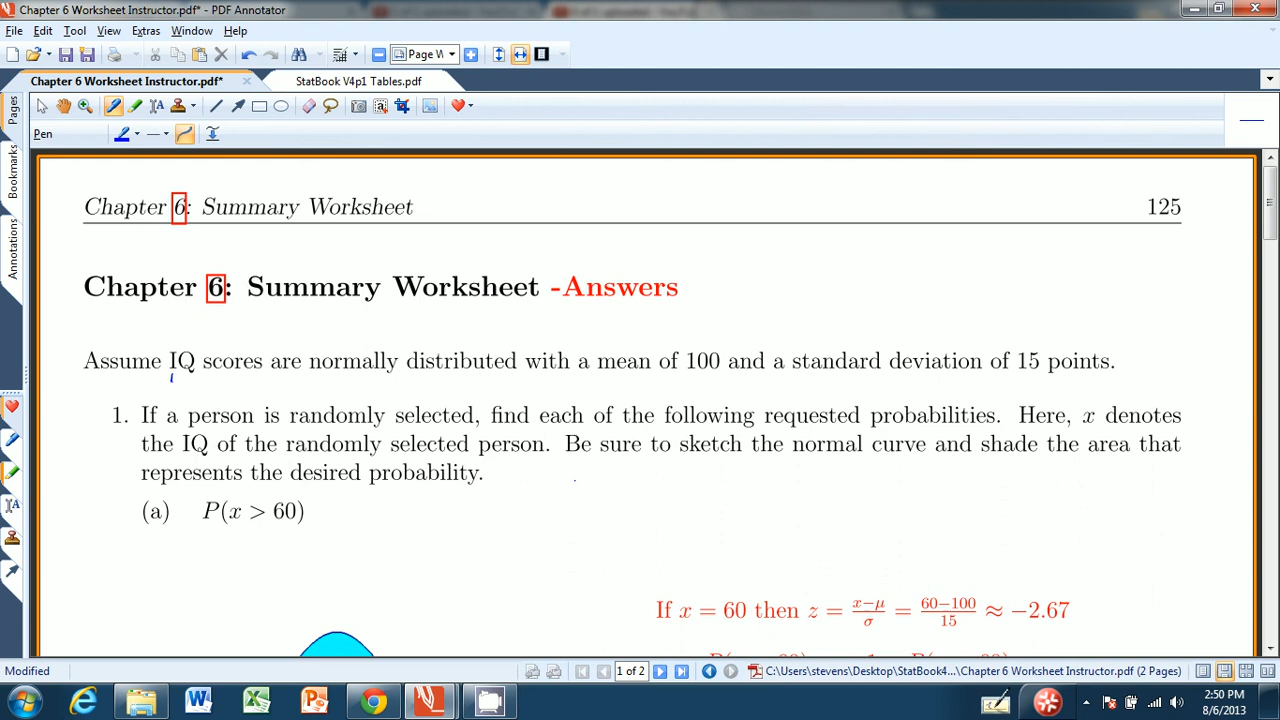 Chapter 6 Worksheet Instructor.pdf* - PDF Annotator
File Edit Tool View Extras Window Help
Page W
Chapter 6 Worksheet Instructor.pdf* StatBook V4p1 Tables.pdf
Pen
Pages
Bookmarks
Annotations
Chapter 6: Summary Worksheet 125
Chapter 6: Summary Worksheet -Answers
Assume IQ scores are normally distributed with a mean of 100 and a standard deviation of 15 points.
1. If a person is randomly selected, find each of the following requested probabilities. Here, x denotes
the IQ of the randomly selected person. Be sure to sketch the normal curve and shade the area that
represents the desired probability.
(a) P(x > 60)
If x = 60 then z = x−μ/σ = 60−100/15 ≈ −2.67
Modified 1 of 2 C:\Users\stevens\Desktop\StatBook4...\Chapter 6 Worksheet Instructor.pdf (2 Pages)
2:50 PM
8/6/2013